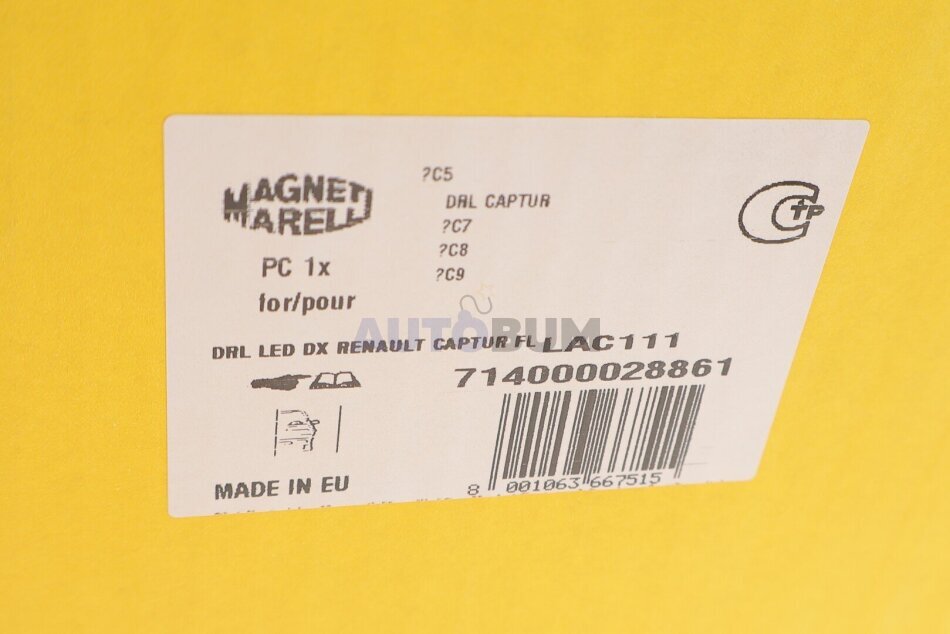 MAGNETI
MARELLI
?C5
DRL CAPTUR
?C7
?C8
?C9
PC 1x
for/pour
CTP
AUTOBUM
DRL LED DX RENAULT CAPTUR FL LAC111
714000028861
MADE IN EU
8 001063 667515